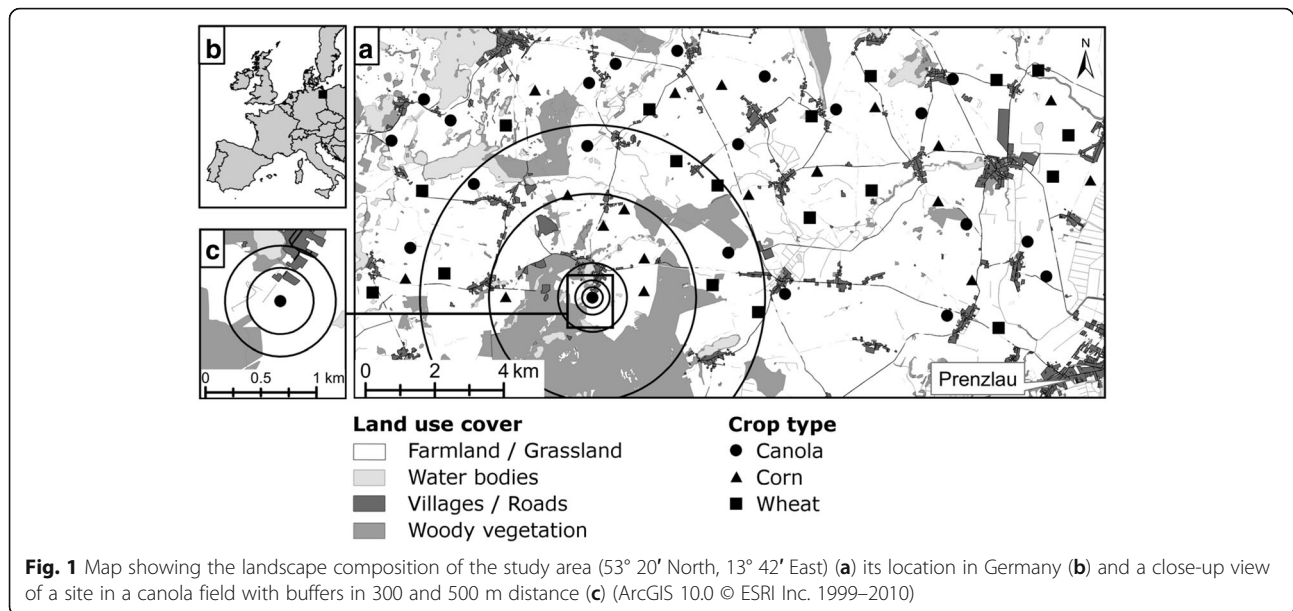 b
a
N
c
0 0.5 1 km
0 2 4 km
Prenzlau
Land use cover
Farmland / Grassland
Water bodies
Villages / Roads
Woody vegetation
Crop type
Canola
Corn
Wheat
Fig. 1 Map showing the landscape composition of the study area (53° 20′ North, 13° 42′ East) (a) its location in Germany (b) and a close-up view
of a site in a canola field with buffers in 300 and 500 m distance (c) (ArcGIS 10.0 © ESRI Inc. 1999–2010)